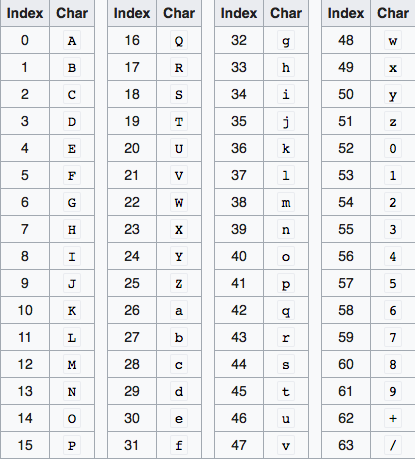 Index Char Index Char Index Char Index Char
0 A 16 Q 32 g 48 w
1 B 17 R 33 h 49 x
2 C 18 S 34 i 50 y
3 D 19 T 35 j 51 z
4 E 20 U 36 k 52 0
5 F 21 V 37 l 53 1
6 G 22 W 38 m 54 2
7 H 23 X 39 n 55 3
8 I 24 Y 40 o 56 4
9 J 25 Z 41 p 57 5
10 K 26 a 42 q 58 6
11 L 27 b 43 r 59 7
12 M 28 c 44 s 60 8
13 N 29 d 45 t 61 9
14 O 30 e 46 u 62 +
15 P 31 f 47 v 63 /